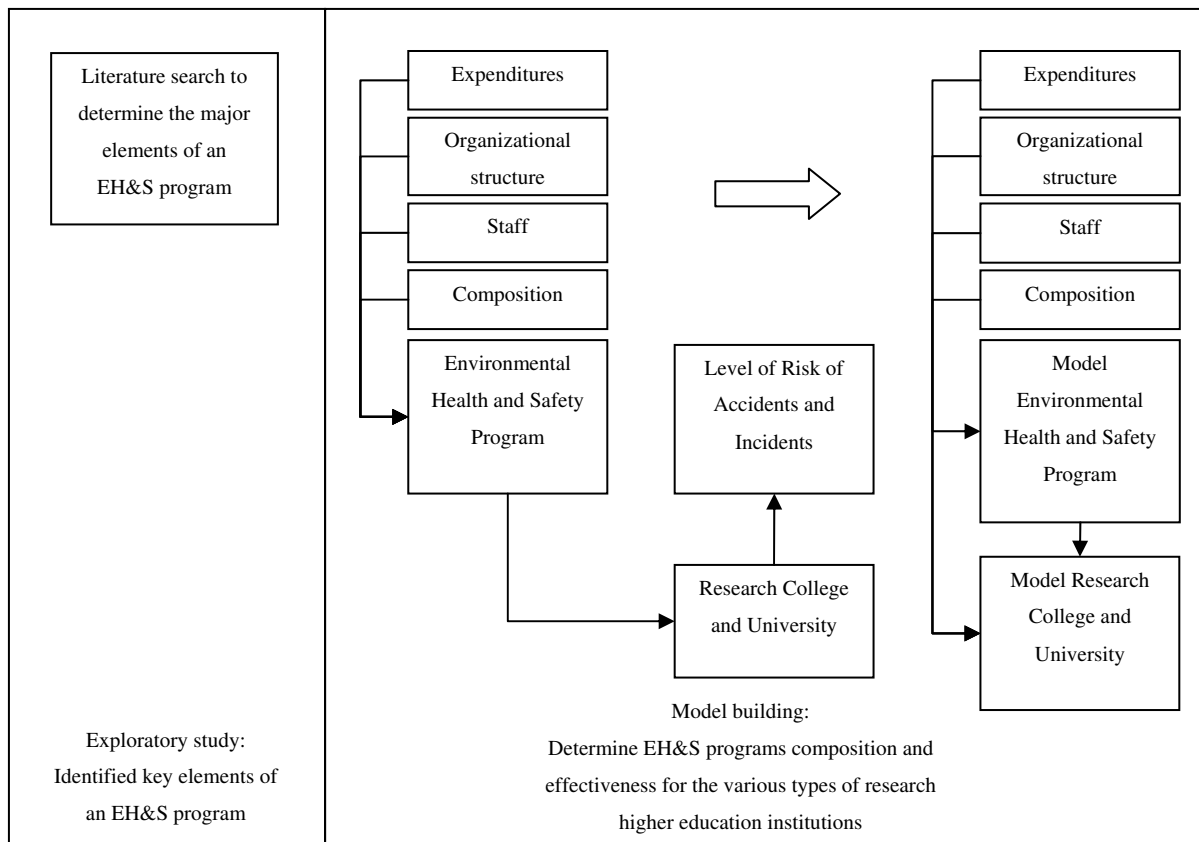 Literature search to
determine the major
elements of an
EH&S program
Exploratory study:
Identified key elements of
an EH&S program
Expenditures
Organizational
structure
Staff
Composition
Environmental
Health and Safety
Program
Level of Risk of
Accidents and
Incidents
Research College
and University
Expenditures
Organizational
structure
Staff
Composition
Model
Environmental
Health and Safety
Program
Model Research
College and
University
Model building:
Determine EH&S programs composition and
effectiveness for the various types of research
higher education institutions